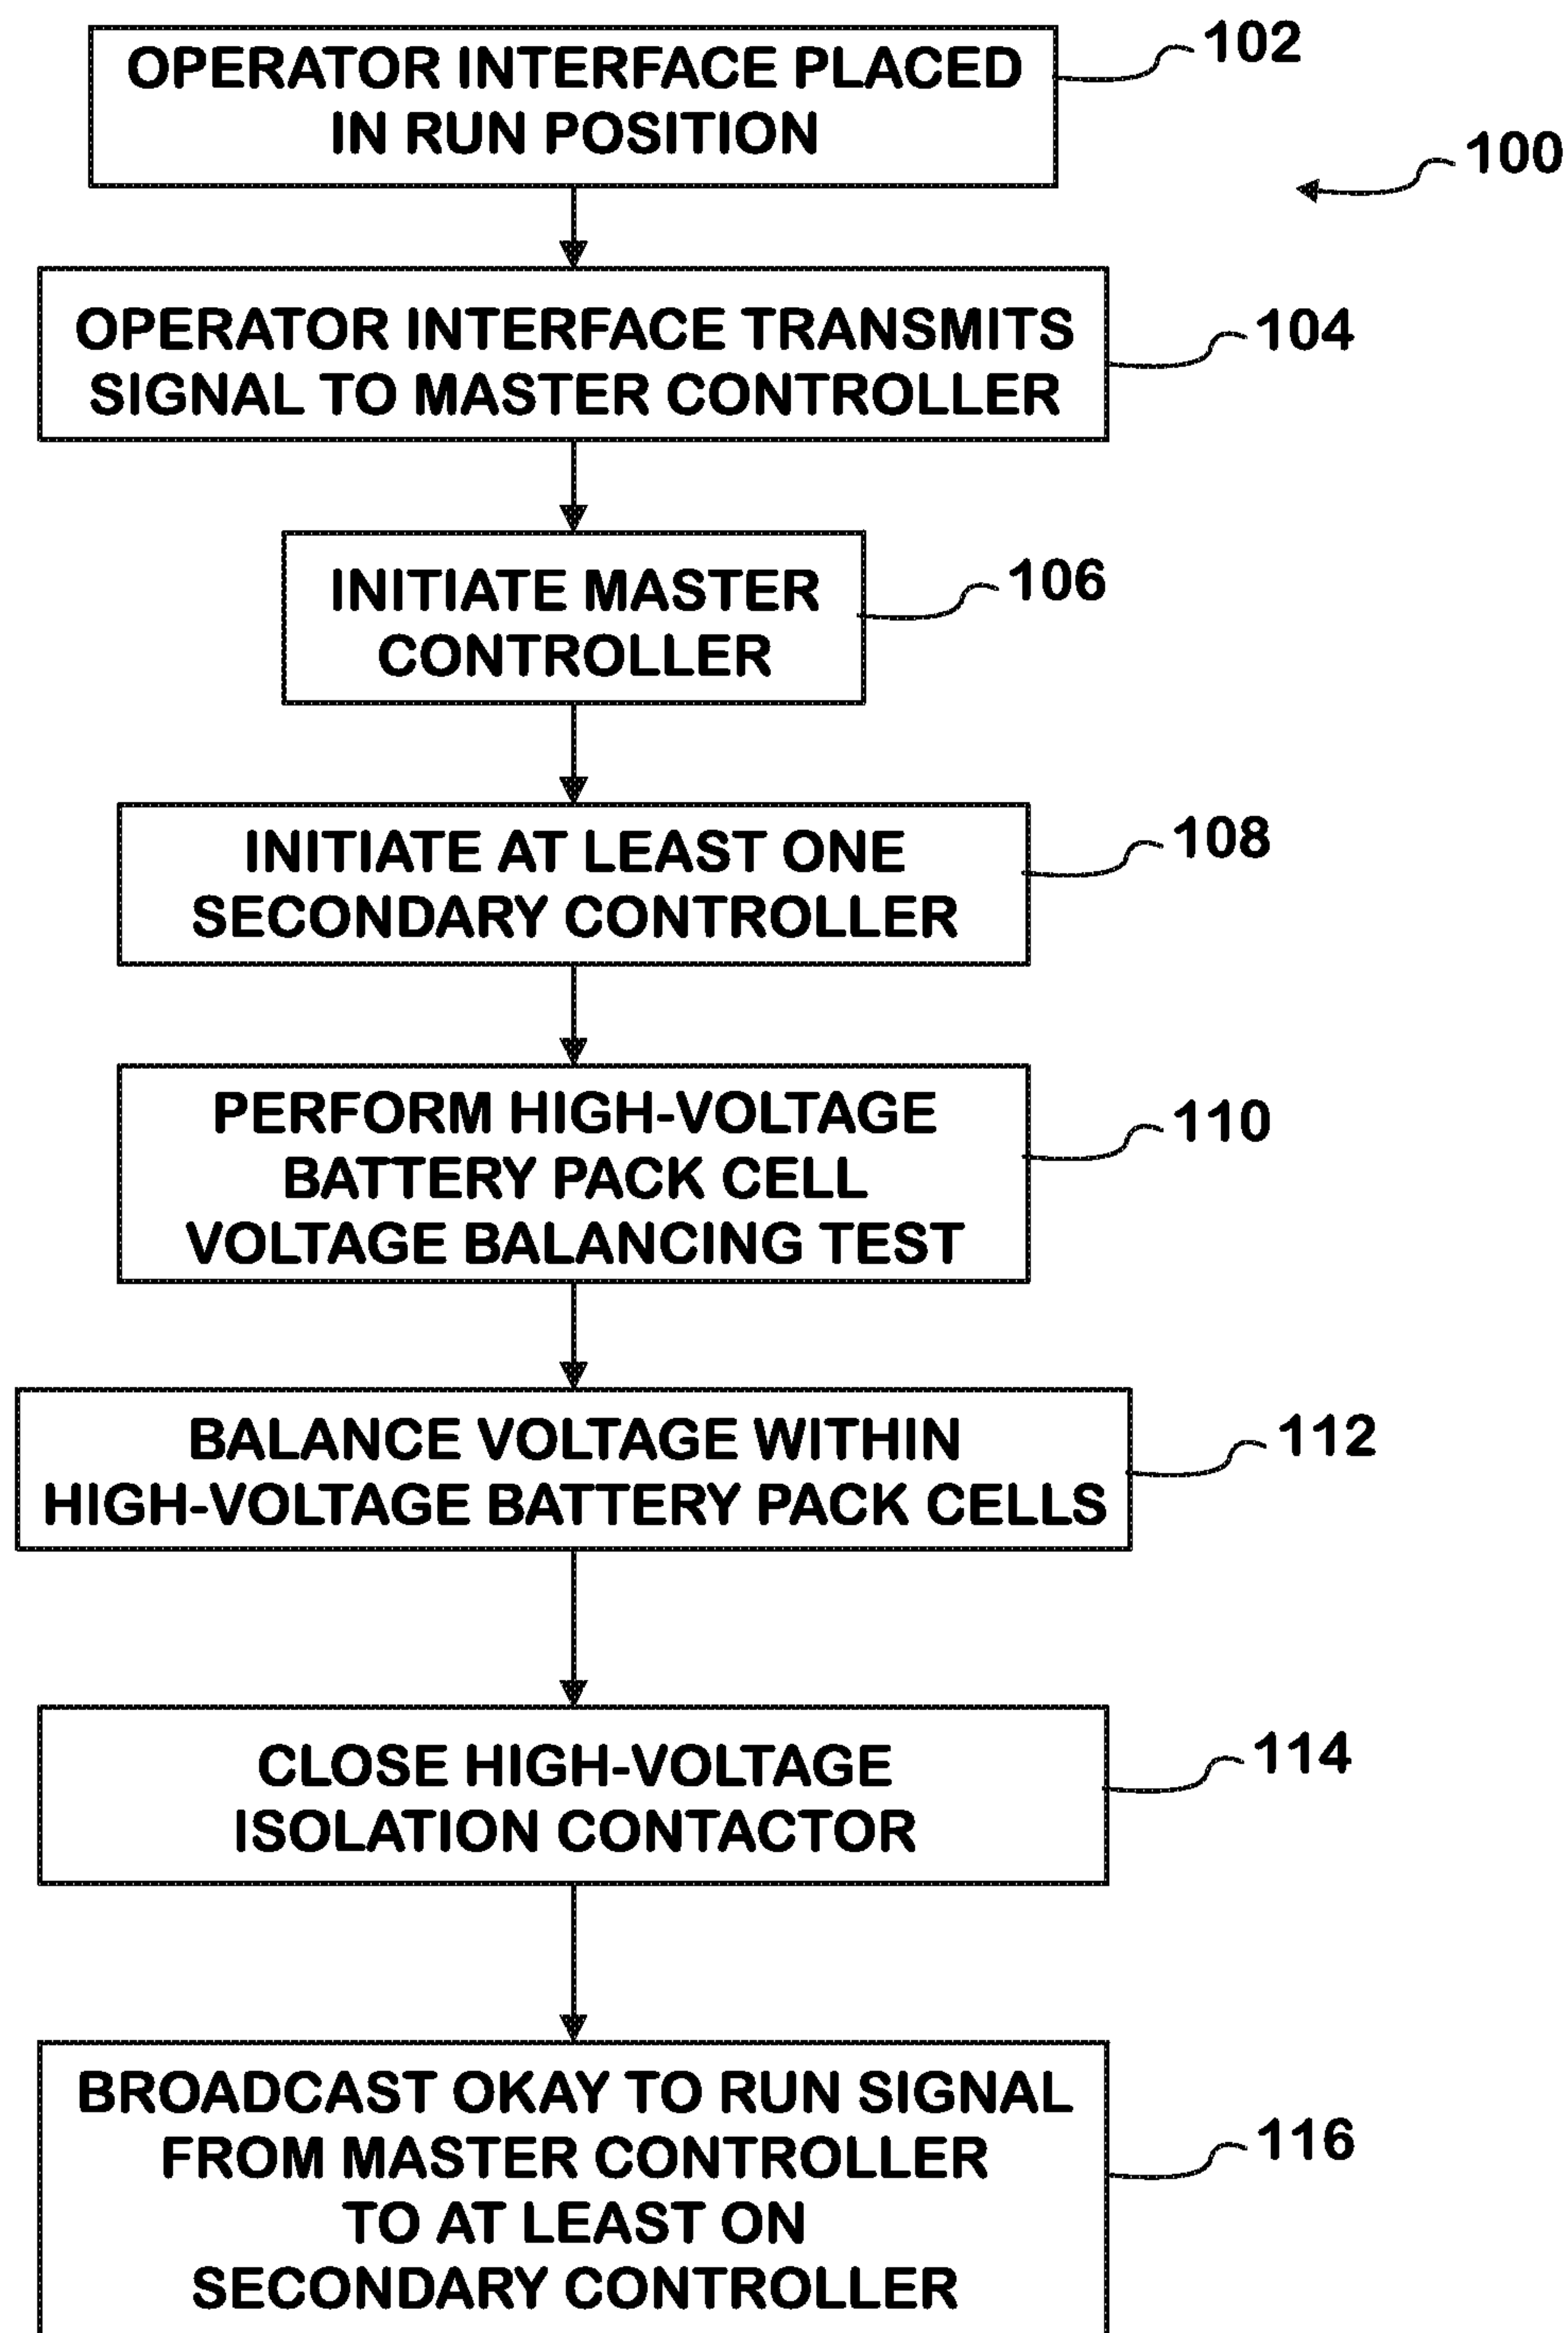 OPERATOR INTERFACE PLACED
IN RUN POSITION
102
100
OPERATOR INTERFACE TRANSMITS
SIGNAL TO MASTER CONTROLLER
104
INITIATE MASTER
CONTROLLER
106
INITIATE AT LEAST ONE
SECONDARY CONTROLLER
108
PERFORM HIGH-VOLTAGE
BATTERY PACK CELL
VOLTAGE BALANCING TEST
110
BALANCE VOLTAGE WITHIN
HIGH-VOLTAGE BATTERY PACK CELLS
112
CLOSE HIGH-VOLTAGE
ISOLATION CONTACTOR
114
BROADCAST OKAY TO RUN SIGNAL
FROM MASTER CONTROLLER
TO AT LEAST ON
SECONDARY CONTROLLER
116